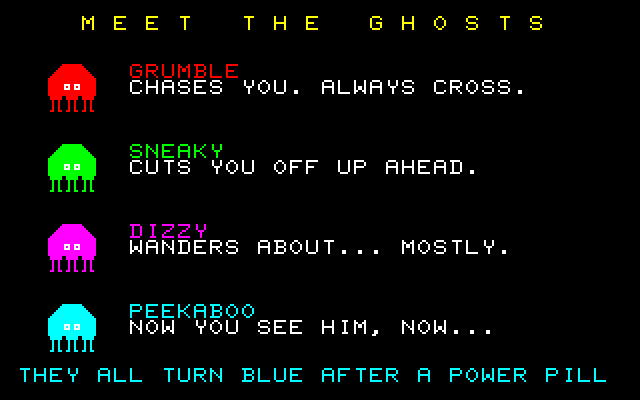 MEET THE GHOSTS
GRUMBLE
CHASES YOU. ALWAYS CROSS.
SNEAKY
CUTS YOU OFF UP AHEAD.
DIZZY
WANDERS ABOUT... MOSTLY.
PEEKABOO
NOW YOU SEE HIM, NOW...
THEY ALL TURN BLUE AFTER A POWER PILL